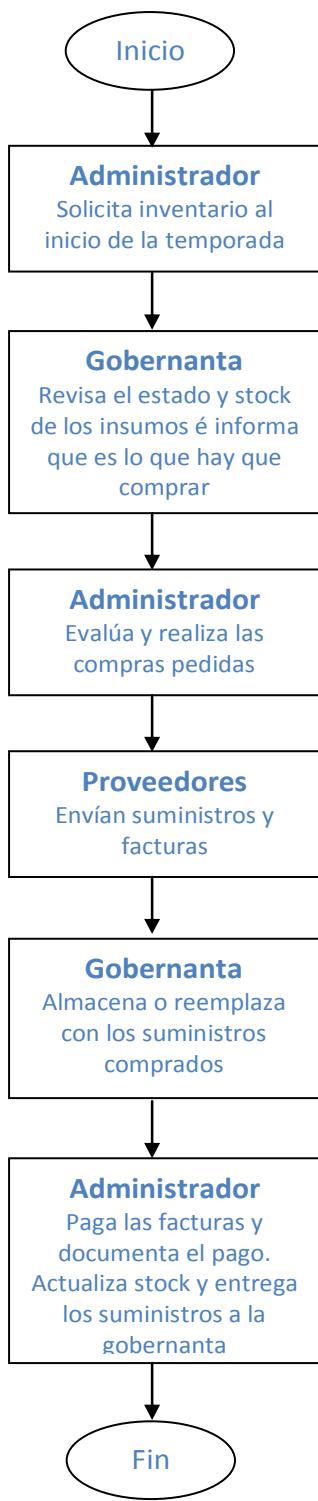 Inicio
Administrador
Solicita inventario al
inicio de la temporada
Gobernanta
Revisa el estado y stock
de los insumos é informa
que es lo que hay que
comprar
Administrador
Evalúa y realiza las
compras pedidas
Proveedores
Envían suministros y
facturas
Gobernanta
Almacena o reemplaza
con los suministros
comprados
Administrador
Paga las facturas y
documenta el pago.
Actualiza stock y entrega
los suministros a la
gobernanta
Fin